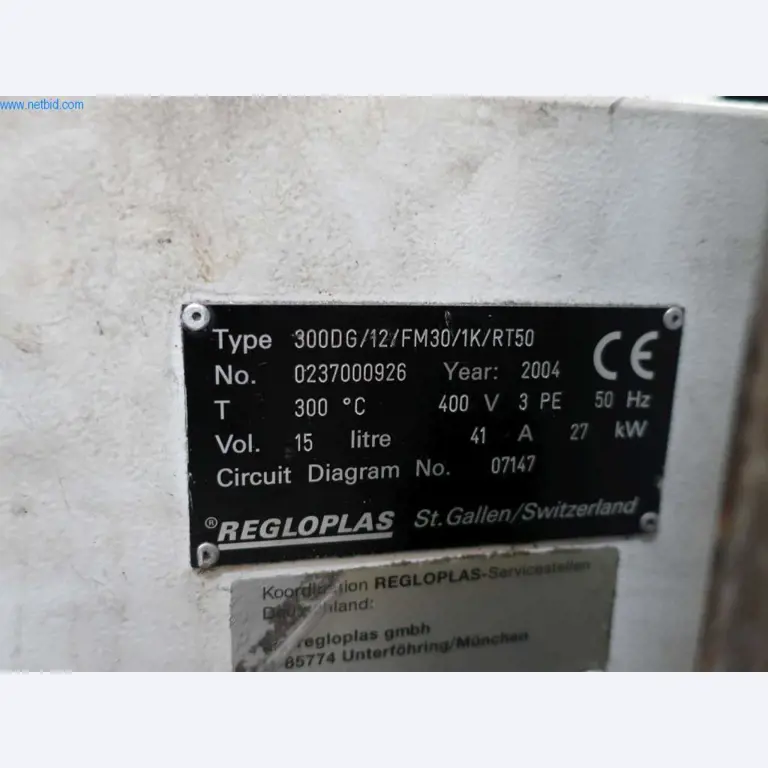 www.netbid.com
Type 300DG/12/FM30/1K/RT50
No. 0237000926 Year: 2004 CE
T 300 °C 400 V 3 PE 50 Hz
Vol. 15 litre 41 A 27 kW
Circuit Diagram No. 07147
®REGLOPLAS St.Gallen/Switzerland
REGLOPLAS-Servicestellen
regloplas gmbh
85774 Unterföhring/München